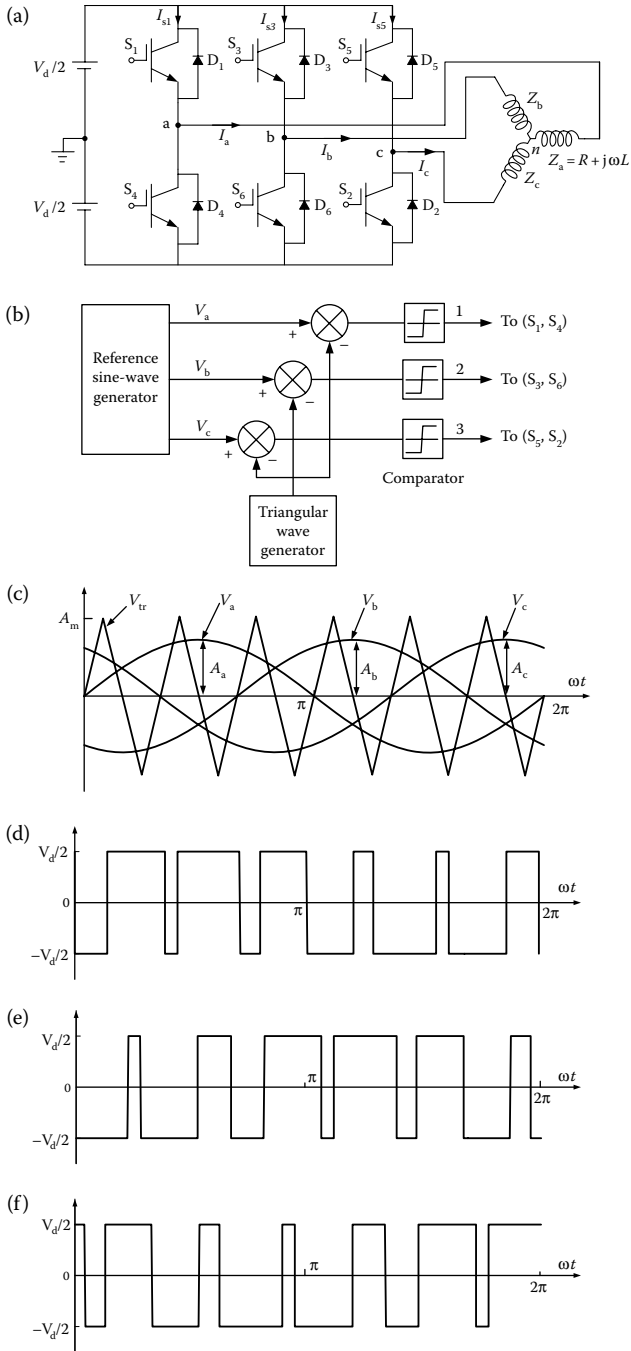 (a)
I_s1 I_s3 I_s5
S_1 S_3 S_5
V_d/2 D_1 D_3 D_5
a I_a b I_b c I_c
Z_b
n
Z_a = R + jωL
Z_c
V_d/2
S_4 S_6 S_2
D_4 D_6 D_2
(b)
V_a + − 1 To (S_1, S_4)
Reference
sine-wave
generator
V_b + − 2 To (S_3, S_6)
V_c + − 3 To (S_5, S_2)
Comparator
Triangular
wave
generator
(c)
V_tr V_a V_b V_c
A_m
A_a A_b A_c
π ωt
2π
(d)
V_d/2
0 π ωt
2π
−V_d/2
(e)
V_d/2
0 π ωt
2π
−V_d/2
(f)
V_d/2
0 π ωt
2π
−V_d/2